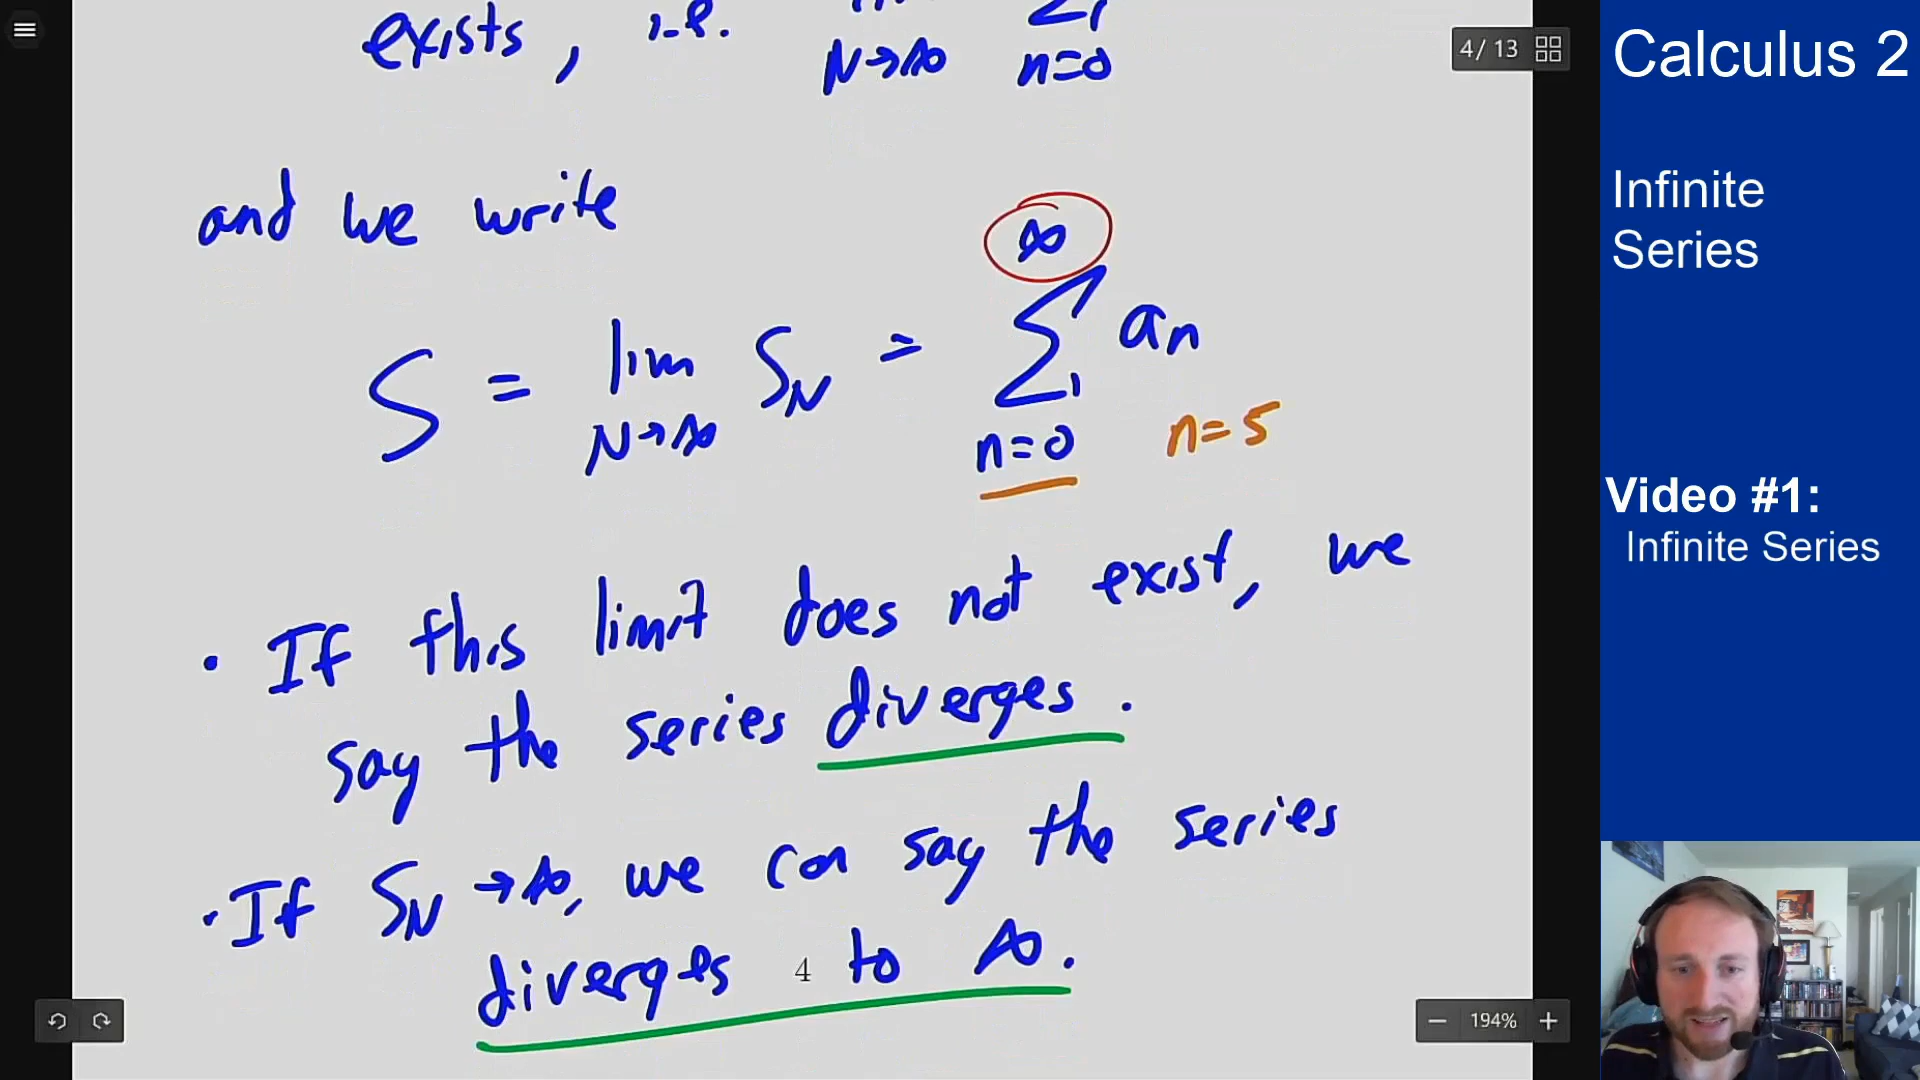 exists, i.e.
N→∞ n=0
and we write
S = lim N→∞ S_N = ∑ n=0 ∞ a_n
n=5
• If this limit does not exist, we
say the series diverges.
• If S_N → ∞, we can say the series
diverges to ∞.
4
4 / 13
194%
Calculus 2
Infinite
Series
Video #1:
Infinite Series